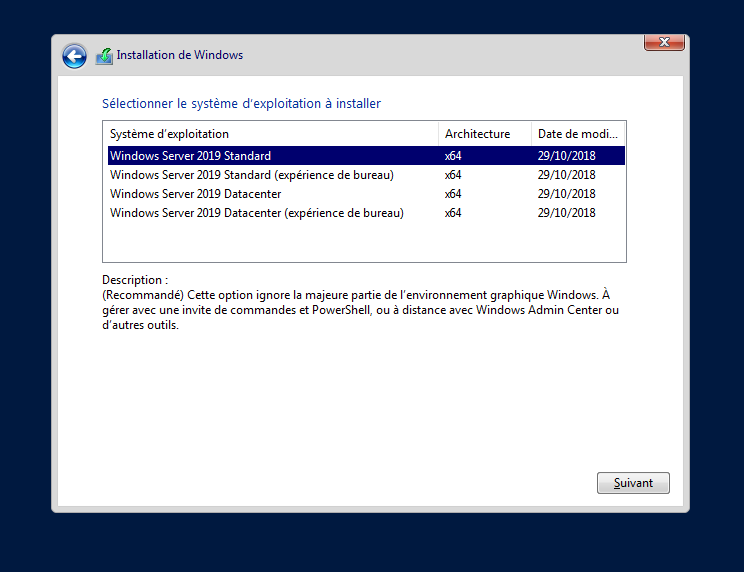 Installation de Windows
Sélectionner le système d'exploitation à installer
Système d'exploitation Architecture Date de modi...
Windows Server 2019 Standard x64 29/10/2018
Windows Server 2019 Standard (expérience de bureau) x64 29/10/2018
Windows Server 2019 Datacenter x64 29/10/2018
Windows Server 2019 Datacenter (expérience de bureau) x64 29/10/2018
Description :
(Recommandé) Cette option ignore la majeure partie de l'environnement graphique Windows. À
gérer avec une invite de commandes et PowerShell, ou à distance avec Windows Admin Center ou
d'autres outils.
Suivant